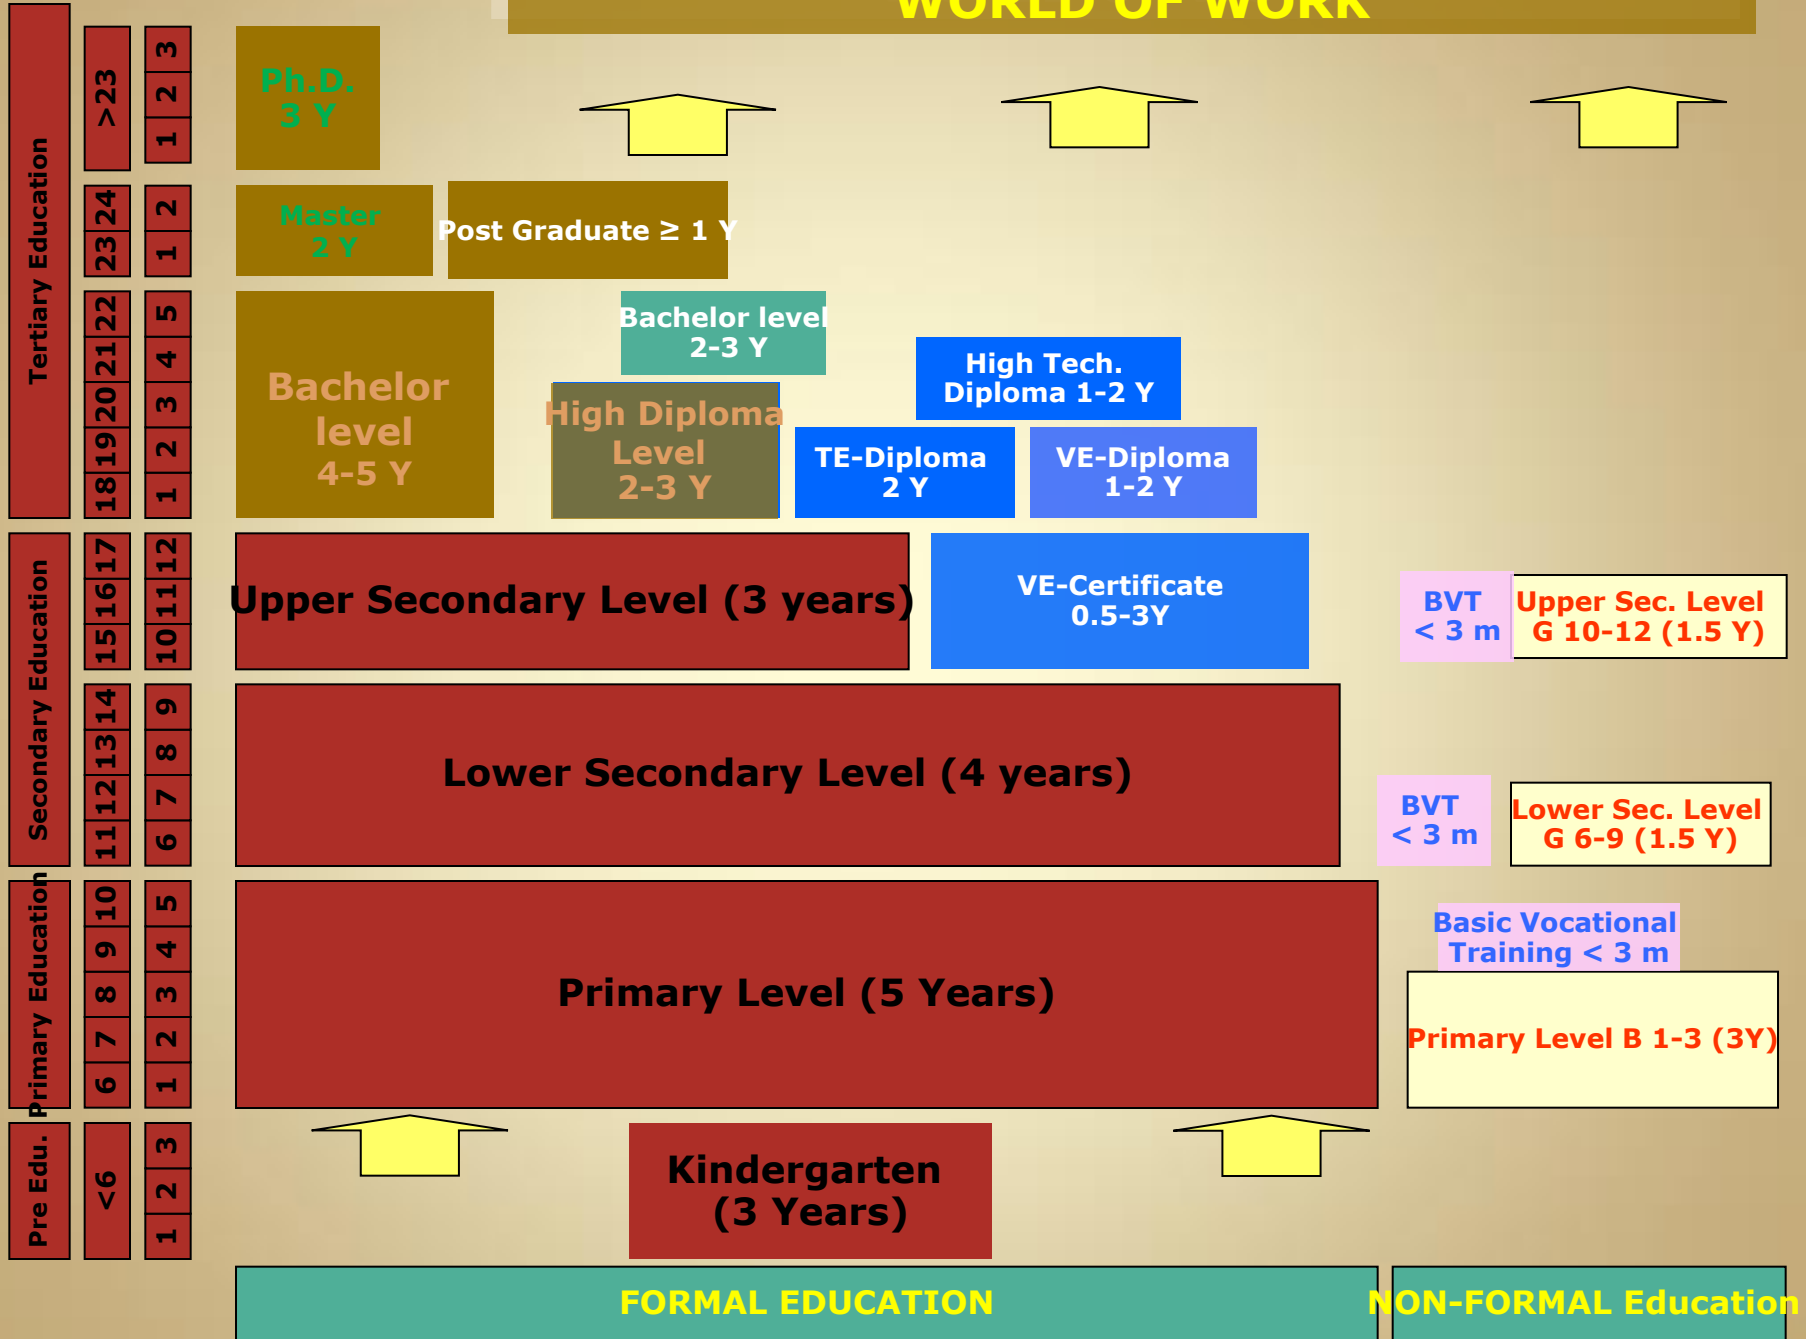 WORLD OF WORK
Tertiary Education
>23
3
2
1
Ph.D.
3 Y
24
23
2
1
Master
2 Y
Post Graduate ≥ 1 Y
22
21
20
19
18
5
4
3
2
1
Bachelor
level
4-5 Y
Bachelor level
2-3 Y
High Diploma
Level
2-3 Y
High Tech.
Diploma 1-2 Y
TE-Diploma
2 Y
VE-Diploma
1-2 Y
Secondary Education
17
16
15
12
11
10
Upper Secondary Level (3 years)
VE-Certificate
0.5-3Y
BVT
< 3 m
Upper Sec. Level
G 10-12 (1.5 Y)
14
13
12
11
9
8
7
6
Lower Secondary Level (4 years)
BVT
< 3 m
Lower Sec. Level
G 6-9 (1.5 Y)
Primary Education
10
9
8
7
6
5
4
3
2
1
Primary Level (5 Years)
Basic Vocational
Training < 3 m
Primary Level B 1-3 (3Y)
Pre Edu.
<6
3
2
1
Kindergarten
(3 Years)
FORMAL EDUCATION
NON-FORMAL Education